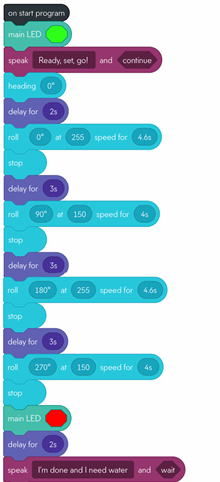 on start program
main LED
speak Ready, set, go! and continue
heading 0°
delay for 2s
roll 0° at 255 speed for 4.6s
stop
delay for 3s
roll 90° at 150 speed for 4s
stop
delay for 3s
roll 180° at 255 speed for 4.6s
stop
delay for 3s
roll 270° at 150 speed for 4s
stop
main LED
delay for 2s
speak I'm done and I need water and wait